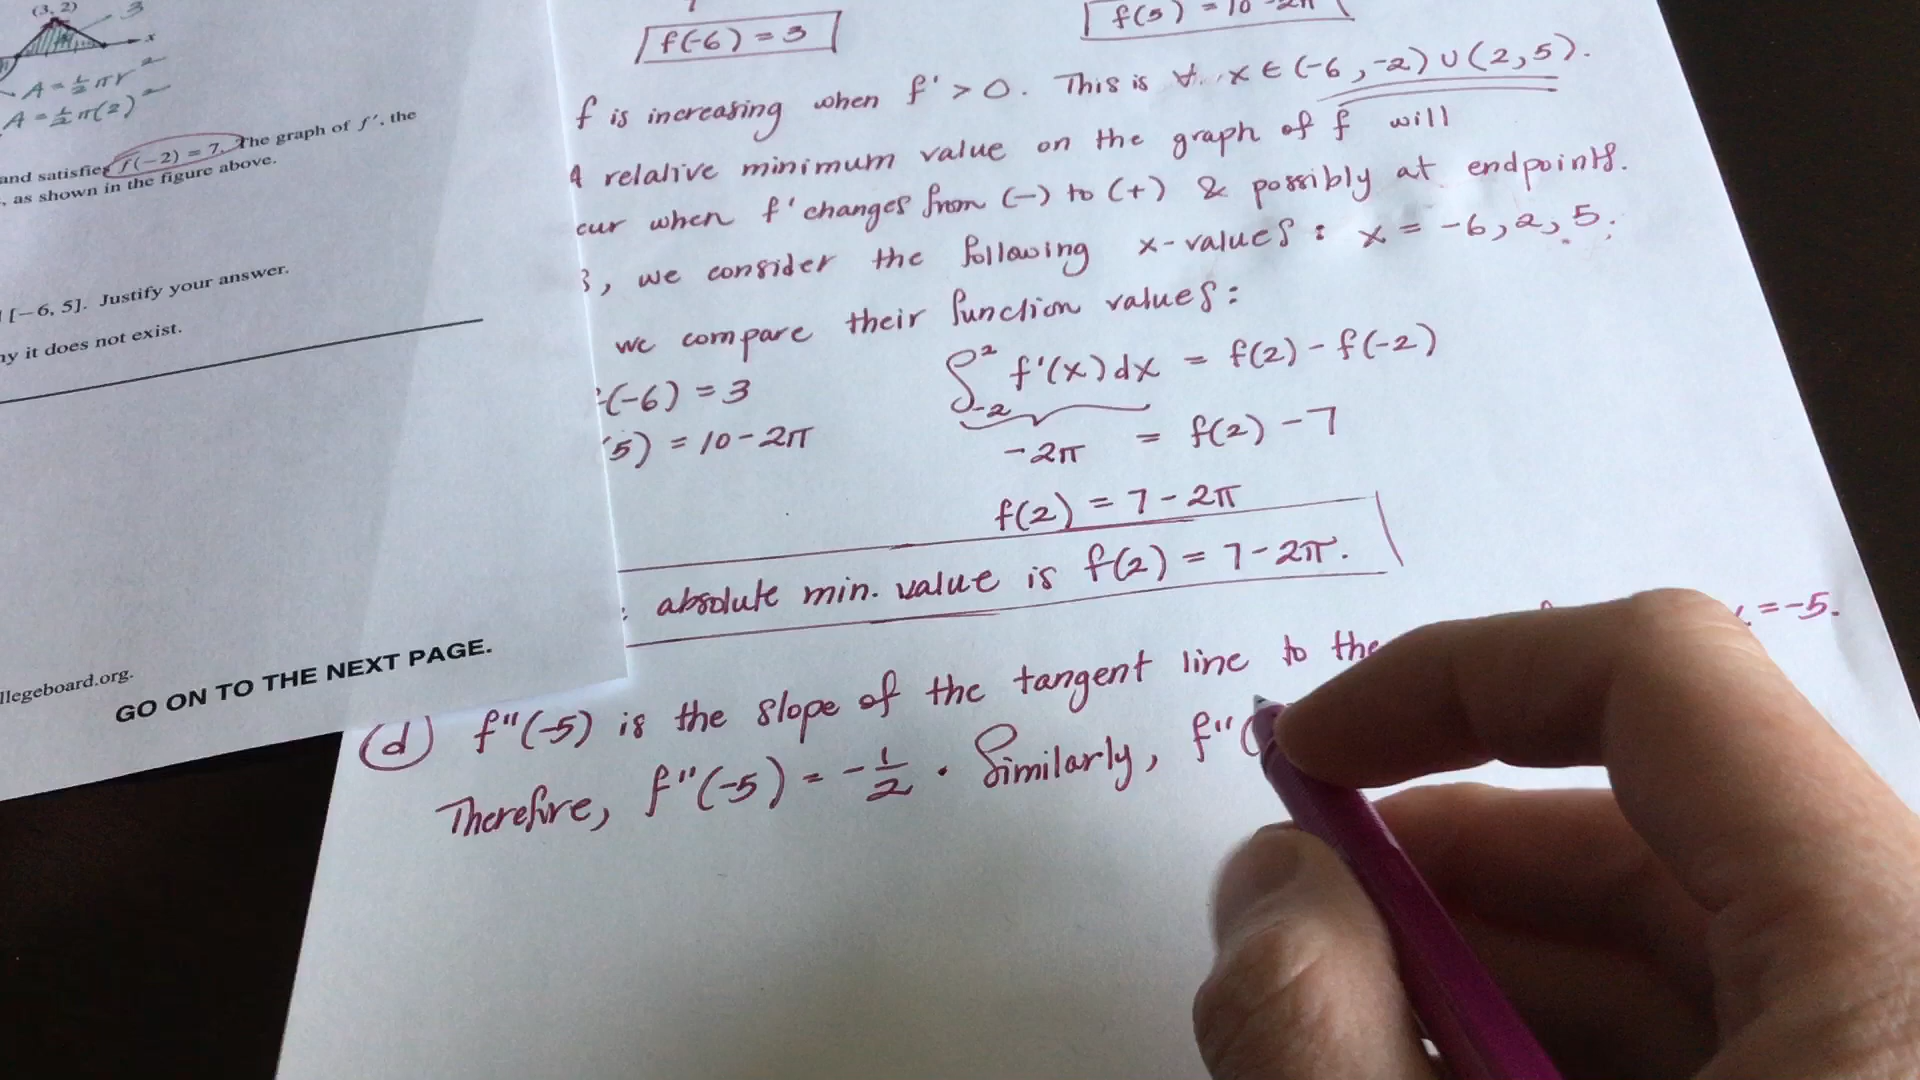 (3, 2)
3
x
A = ½πr²
A = ½π(2)²
and satisfies f(−2) = 7. The graph of f′, the
, as shown in the figure above.
[−6, 5]. Justify your answer.
it does not exist.
GO ON TO THE NEXT PAGE.
f(-6) = 3
f(5) = 10 - 2π
f is increasing when f' > 0. This is ∀ x ∈ (-6, -2) ∪ (2, 5).
A relative minimum value on the graph of f will
cur when f' changes from (-) to (+) & possibly at endpoints.
, we consider the following x-values: x = -6, 2, 5.
we compare their function values:
(-6) = 3
5) = 10 - 2π
∫₋₂² f'(x)dx = f(2) - f(-2)
-2π = f(2) - 7
f(2) = 7 - 2π
: absolute min. value is f(2) = 7 - 2π.
(d) f"(-5) is the slope of the tangent line to the = -5.
Therefore, f"(-5) = -1/2 . Similarly, f"(